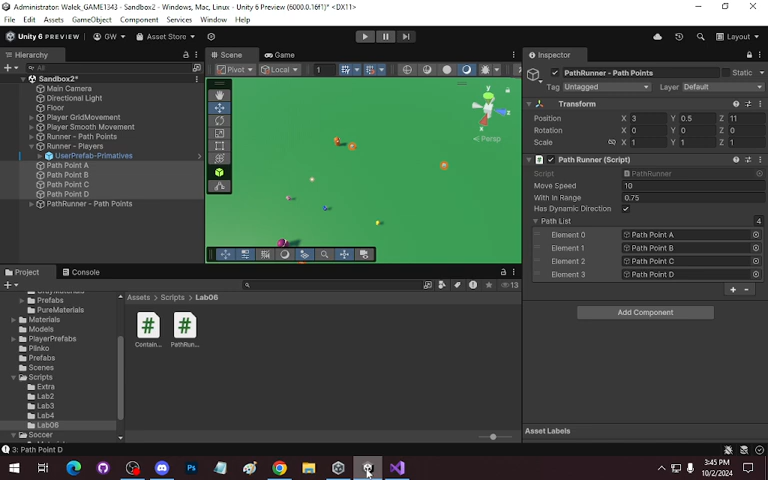 Administrator: Walek_GAME1343 - Sandbox2 - Windows, Mac, Linux - Unity 6 Preview (6000.0.16f1)* <DX11>
File Edit Assets GameObject Component Services Window Help
Unity 6 PREVIEW GW Asset Store Layout
Hierarchy
All
Sandbox2*
Main Camera
Directional Light
Floor
Player GridMovement
Player Smooth Movement
Runner - Path Points
Runner - Players
UserPrefab-Primatives
Path Point A
Path Point B
Path Point C
Path Point D
PathRunner - Path Points
Scene Game
Pivot Local 1
y
x
Persp
Inspector
PathRunner - Path Points Static
Tag Untagged Layer Default
Transform
Position X 3 Y 0.5 Z 11
Rotation X 0 Y 0 Z 0
Scale X 1 Y 1 Z 1
Path Runner (Script)
Script PathRunner
Move Speed 10
With In Range 0.75
Has Dynamic Direction
Path List 4
Element 0 Path Point A
Element 1 Path Point B
Element 2 Path Point C
Element 3 Path Point D
Add Component
Asset Labels
Project Console
13
Prefabs
PureMaterials
Materials
Models
PlayerPrefabs
Plinko
Prefabs
Scenes
Scripts
Extra
Lab2
Lab3
Lab4
Lab06
Soccer
Assets > Scripts > Lab06
Contain... PathRun...
3: Path Point D
3:45 PM
10/2/2024